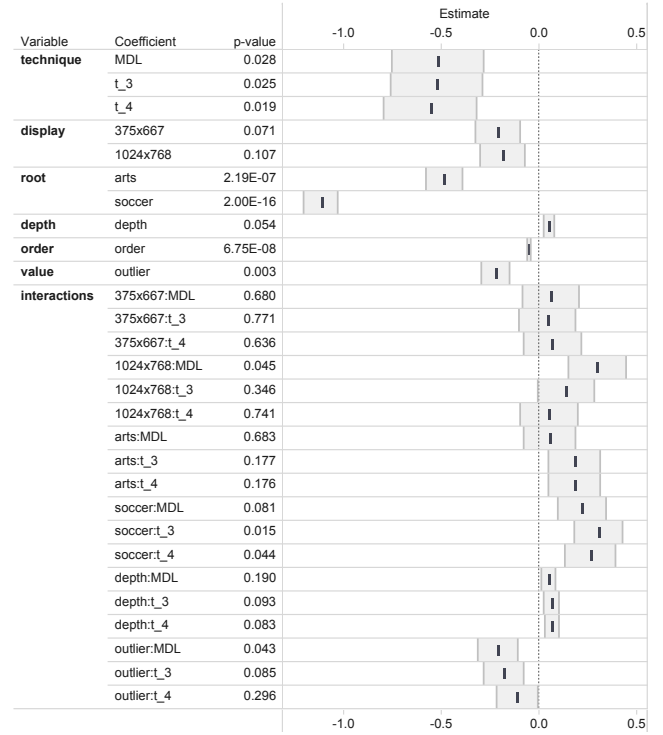 Estimate
Variable Coefficient p-value -1.0 -0.5 0.0 0.5
technique MDL 0.028
t_3 0.025
t_4 0.019
display 375x667 0.071
1024x768 0.107
root arts 2.19E-07
soccer 2.00E-16
depth depth 0.054
order order 6.75E-08
value outlier 0.003
interactions 375x667:MDL 0.680
375x667:t_3 0.771
375x667:t_4 0.636
1024x768:MDL 0.045
1024x768:t_3 0.346
1024x768:t_4 0.741
arts:MDL 0.683
arts:t_3 0.177
arts:t_4 0.176
soccer:MDL 0.081
soccer:t_3 0.015
soccer:t_4 0.044
depth:MDL 0.190
depth:t_3 0.093
depth:t_4 0.083
outlier:MDL 0.043
outlier:t_3 0.085
outlier:t_4 0.296
-1.0 -0.5 0.0 0.5